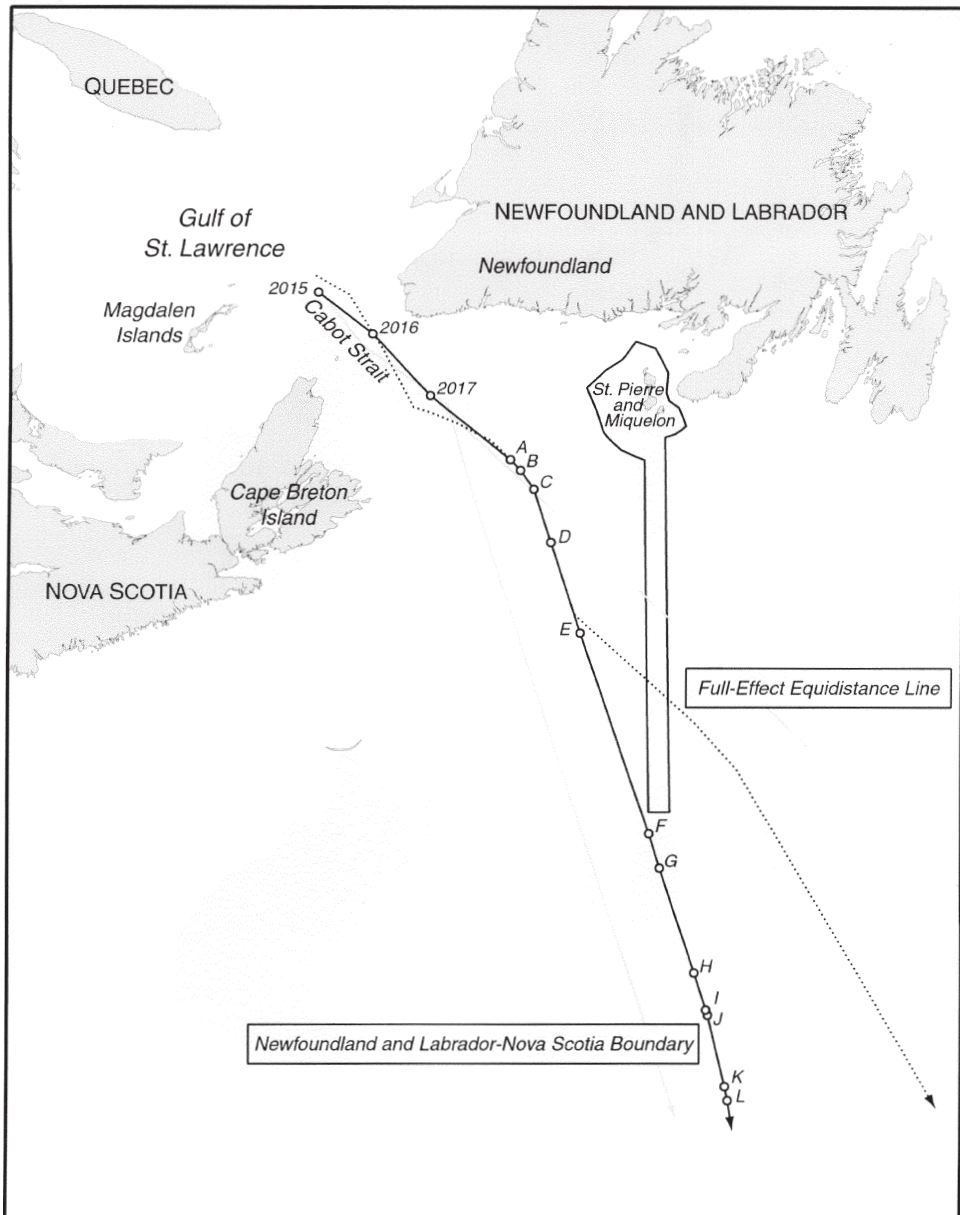 QUEBEC
Gulf of
St. Lawrence
NEWFOUNDLAND AND LABRADOR
Newfoundland
2015
Magdalen
Islands
Cabot Strait
2016
2017
St. Pierre
and
Miquelon
A
B
C
Cape Breton
Island
D
NOVA SCOTIA
E
Full-Effect Equidistance Line
F
G
H
I
J
Newfoundland and Labrador-Nova Scotia Boundary
K
L